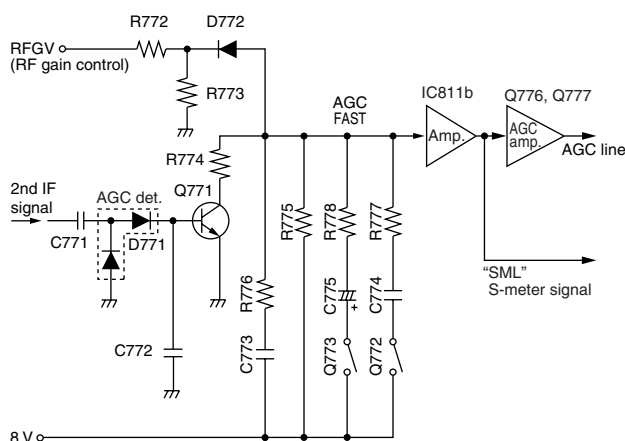 R772
D772
RFGV
(RF gain control)
R773
AGC
FAST
IC811b
Q776, Q777
Amp.
AGC
amp.
AGC line
R774
Q771
2nd IF
signal
AGC det.
C771
D771
R775
R778
R777
R776
C775
+
C774
"SML"
S-meter signal
C772
C773
Q773
Q772
8 V